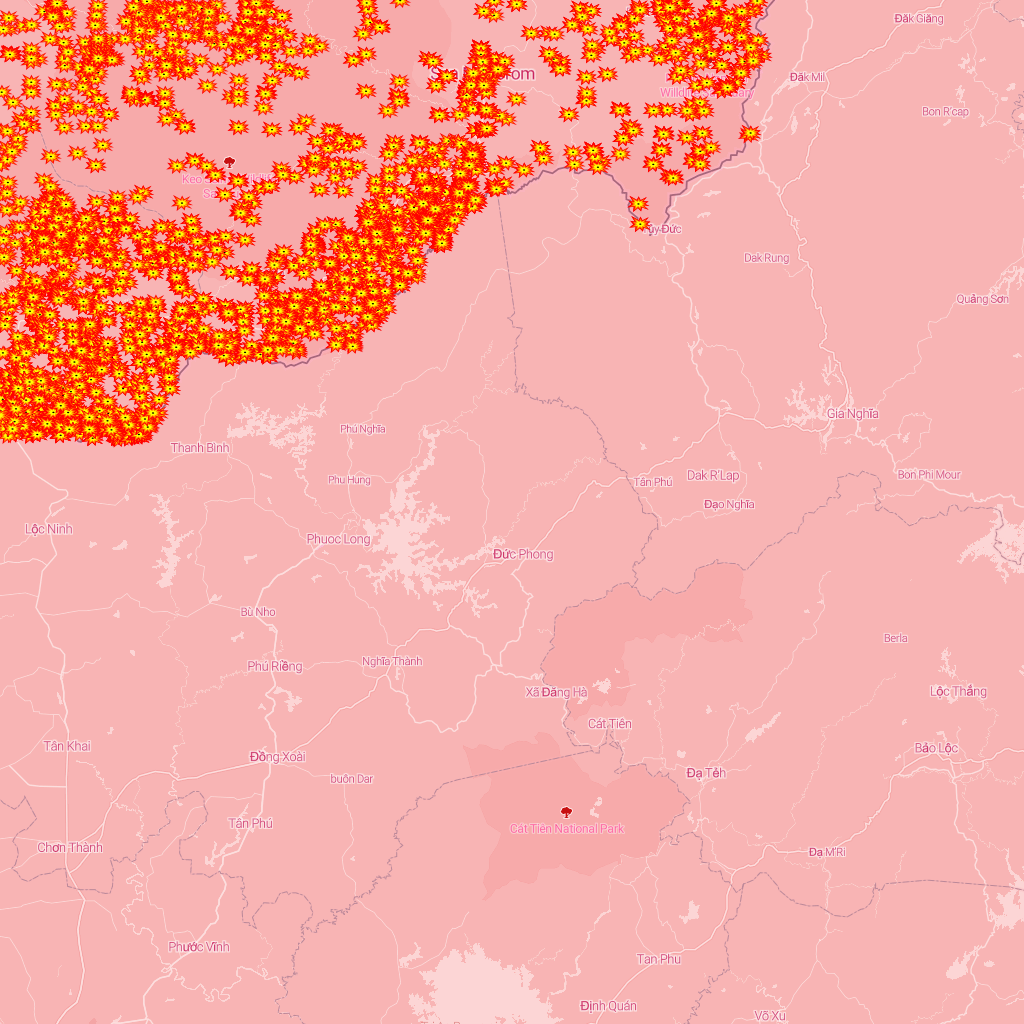 Đăk Giăng
Đăk Mil
Bon R'cap
Dak Rung
Quảng Sơn
Gia Nghĩa
Phú Nghĩa
Thanh Bình
Phu Hưng
Tân Phú
Dak R'Lap
Bon Phi Mour
Đạo Nghĩa
Lộc Ninh
Phuoc Long
Đức Phong
Bù Nho
Berla
Nghĩa Thành
Phú Riềng
Xã Đăng Hà
Lộc Thắng
Cát Tiên
Tân Khai
Bảo Lộc
Đồng Xoài
Đạ Tẻh
buôn Dar
Tân Phú
Cát Tiên National Park
Chơn Thành
Đạ M'Ri
Phước Vĩnh
Tan Phu
Định Quán
Võ Xu